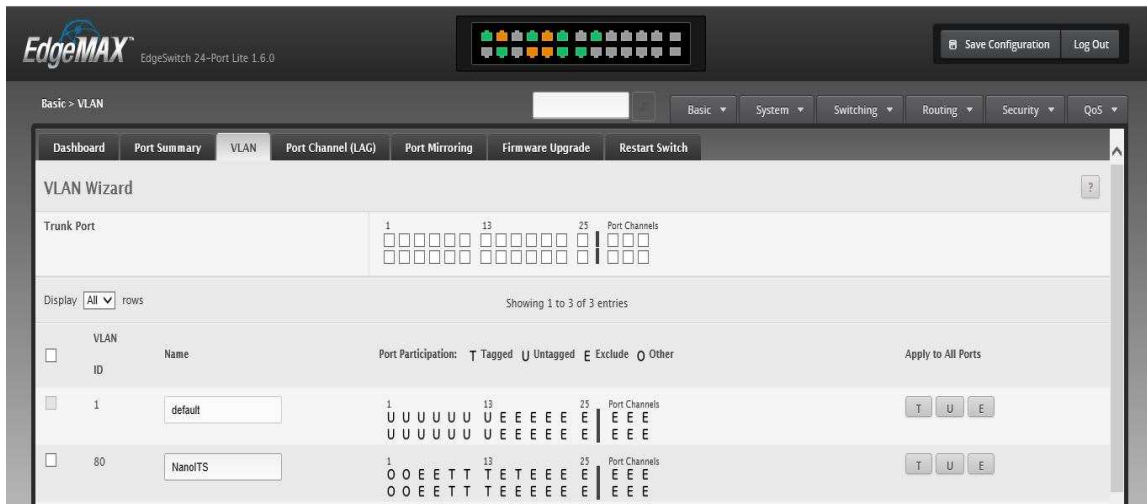 EdgeMAX™ EdgeSwitch 24-Port Lite 1.6.0
Save Configuration Log Out
Basic > VLAN
Basic System Switching Routing Security QoS
Dashboard Port Summary VLAN Port Channel (LAG) Port Mirroring Firmware Upgrade Restart Switch
VLAN Wizard ?
Trunk Port
1 13 25 Port Channels
Display All rows Showing 1 to 3 of 3 entries
VLAN ID Name Port Participation: T Tagged U Untagged E Exclude O Other Apply to All Ports
1 13 25 Port Channels
1 default U U U U U U U E E E E E E E E E T U E
U U U U U U U E E E E E E E E E
1 13 25 Port Channels
80 NanoITS O O E E T T T E T E E E E E E E T U E
O O E E T T T E E E E E E E E E